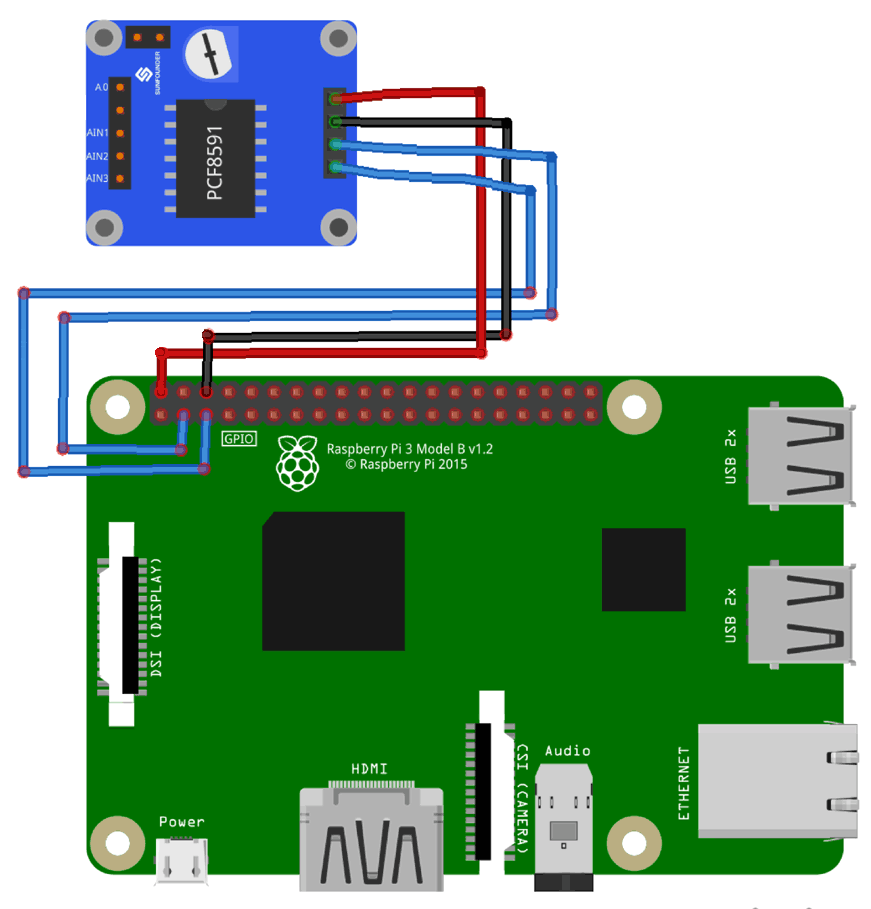 SUNFOUNDER
A0
AIN1
AIN2
AIN3
PCF8591
GPIO
Raspberry Pi 3 Model B v1.2
© Raspberry Pi 2015
USB 2x
USB 2x
DSI (DISPLAY)
CSI (CAMERA)
Audio
ETHERNET
HDMI
Power